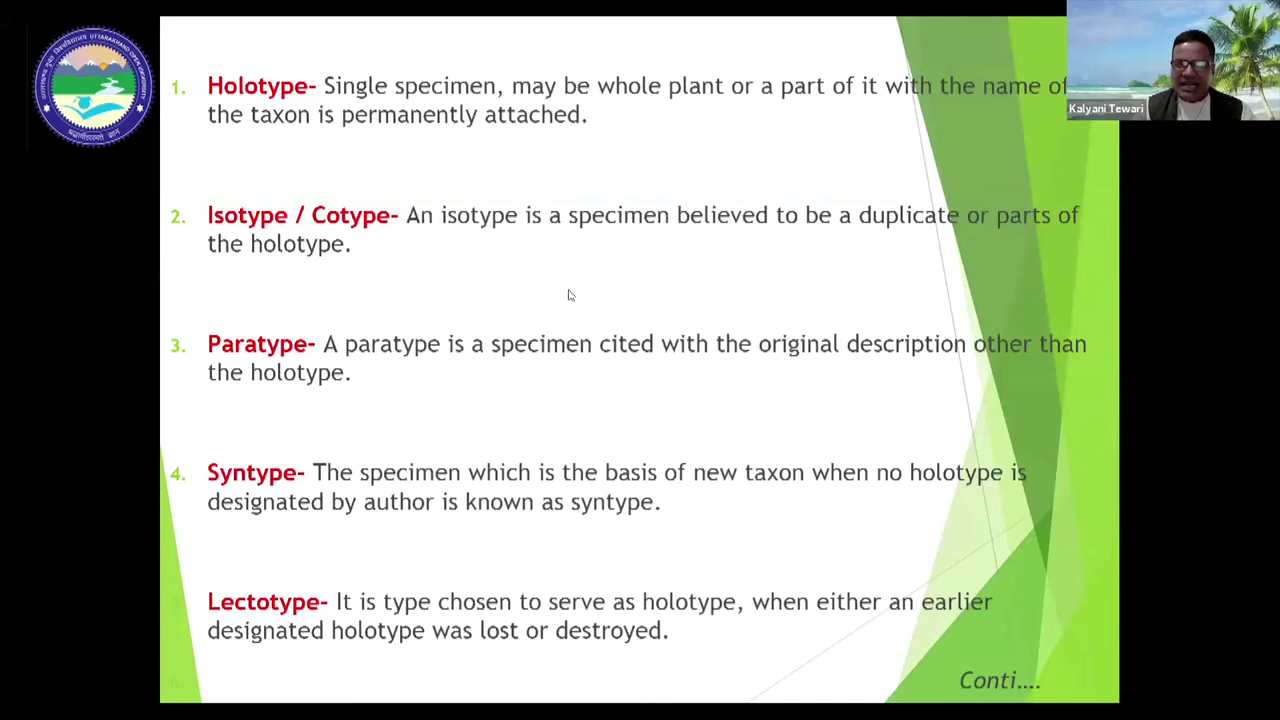 UTTARAKHAND OPEN UNIVERSITY
1. Holotype- Single specimen, may be whole plant or a part of it with the name of
the taxon is permanently attached.
Kalyani Tewari
2. Isotype / Cotype- An isotype is a specimen believed to be a duplicate or parts of
the holotype.
3. Paratype- A paratype is a specimen cited with the original description other than
the holotype.
4. Syntype- The specimen which is the basis of new taxon when no holotype is
designated by author is known as syntype.
Lectotype- It is type chosen to serve as holotype, when either an earlier
designated holotype was lost or destroyed.
Conti....